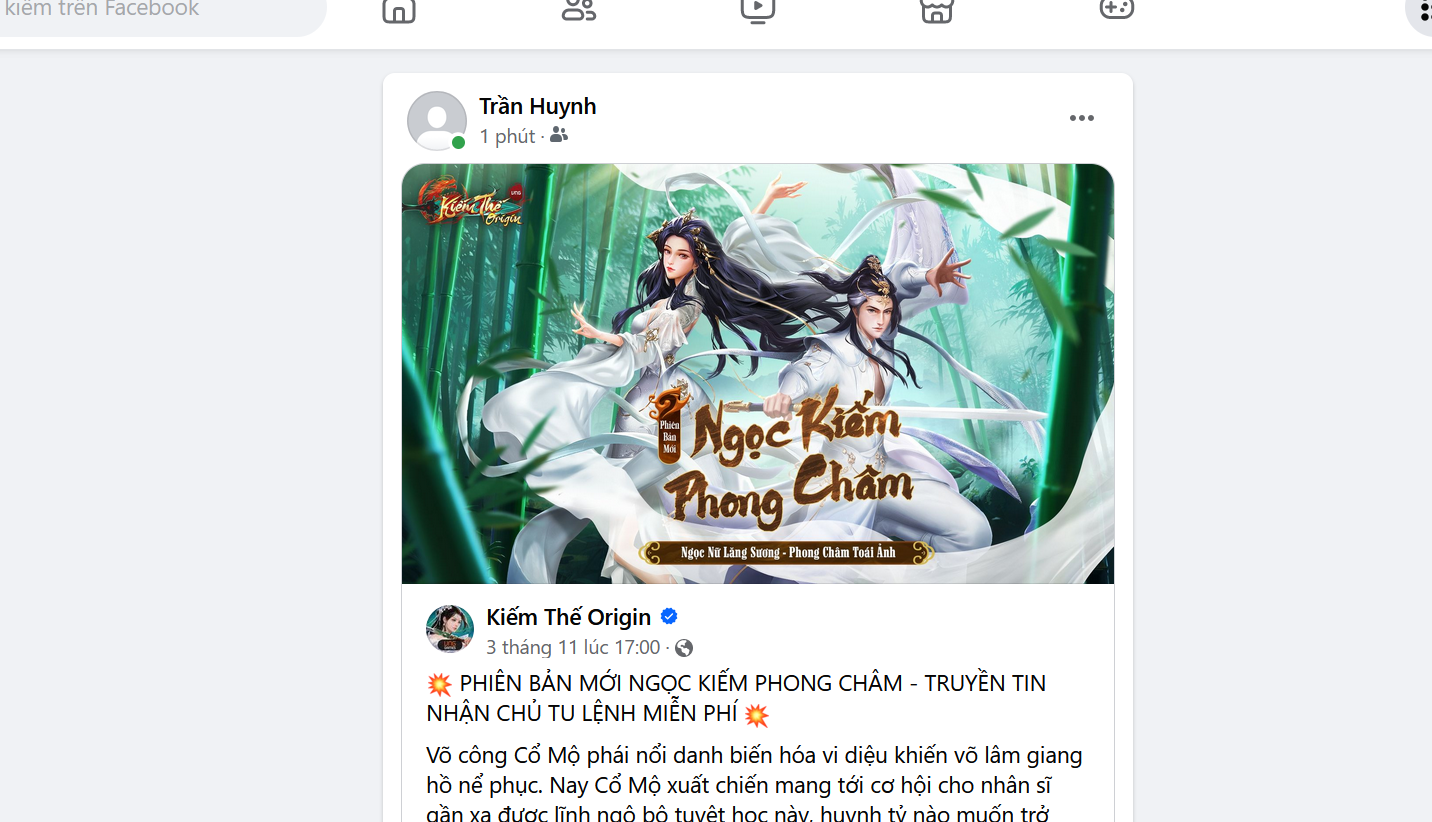 kiếm trên Facebook
Trần Huynh
1 phút ·
Kiếm Thế
Origin
VNG
Phiên
Bản
Mới
Ngọc Kiếm
Phong Châm
Ngọc Nữ Lăng Sương - Phong Châm Toái Ảnh
Kiếm Thế Origin
3 tháng 11 lúc 17:00 ·
💥 PHIÊN BẢN MỚI NGỌC KIẾM PHONG CHÂM - TRUYỀN TIN
NHẬN CHỦ TU LỆNH MIỄN PHÍ 💥
Võ công Cổ Mộ phái nổi danh biến hóa vi diệu khiến võ lâm giang
hồ nể phục. Nay Cổ Mộ xuất chiến mang tới cơ hội cho nhân sĩ
gần xa được lĩnh ngộ bộ tuyệt học này, huynh tỷ nào muốn trở